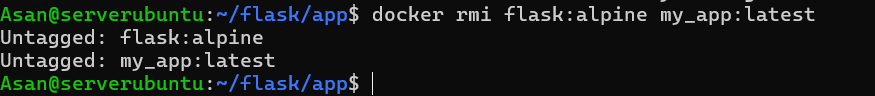 Asan@serverubuntu:~/flask/app$ docker rmi flask:alpine my_app:latest
Untagged: flask:alpine
Untagged: my_app:latest
Asan@serverubuntu:~/flask/app$